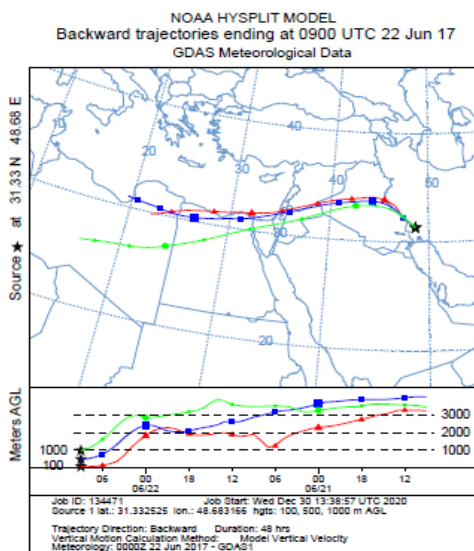 NOAA HYSPLIT MODEL
Backward trajectories ending at 0900 UTC 22 Jun 17
GDAS Meteorological Data
Source ★ at 31.33 N 48.68 E
10
20
30
40
40
50
30
20
Meters AGL
3000
2000
1000
1000
100
06
00
18
12
06
00
18
12
06/22
06/21
Job ID: 134471 Job Start: Wed Dec 30 13:38:57 UTC 2020
Source 1 lat.: 31.332525 lon.: 48.683166 hgts: 100, 500, 1000 m AGL
Trajectory Direction: Backward Duration: 48 hrs
Vertical Motion Calculation Method: Model Vertical Velocity
Meteorology: 0000Z 22 Jun 2017 - GDAS1